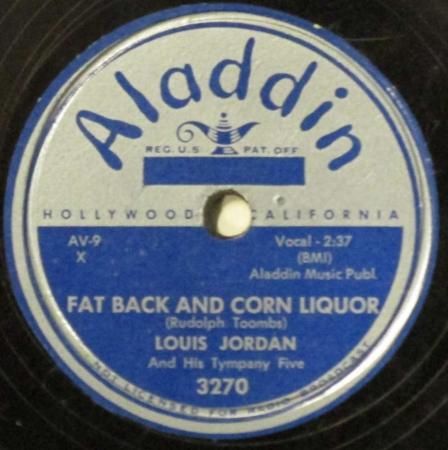 Aladdin
REG. U.S. PAT. OFF.
HOLLYWOOD CALIFORNIA
AV-9
X
Vocal - 2:37
(BMI)
Aladdin Music Publ.
FAT BACK AND CORN LIQUOR
(Rudolph Toombs)
LOUIS JORDAN
And His Tympany Five
3270
NOT LICENSED FOR RADIO BROADCAST